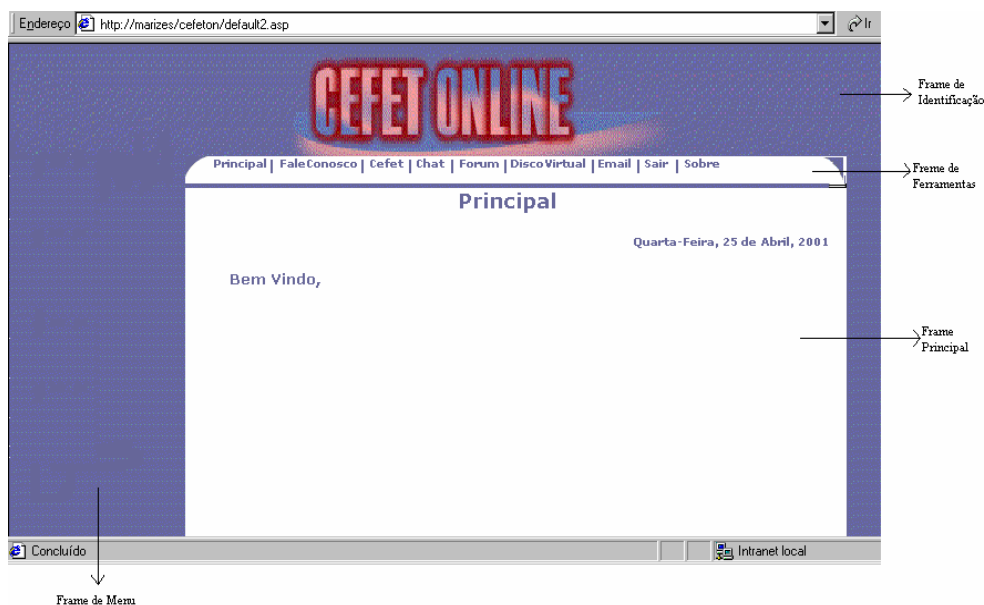 Endereço http://marizes/cefeton/default2.asp Ir
CEFET ONLINE
Frame de
Identificação
Principal | FaleConosco | Cefet | Chat | Forum | DiscoVirtual | Email | Sair | Sobre
Freme de
Ferramentas
Principal
Quarta-Feira, 25 de Abril, 2001
Bem Vindo,
Frame
Principal
Concluído Intranet local
Frame de Menu